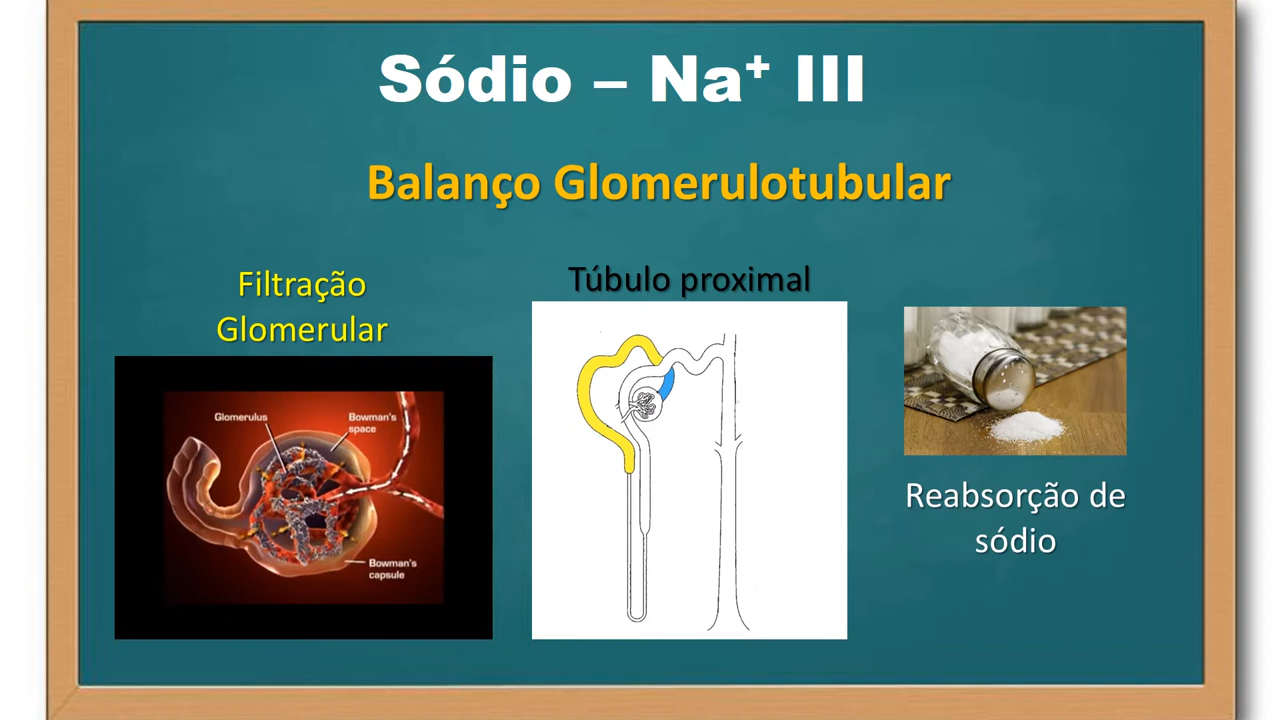 Sódio – Na⁺ III
Balanço Glomerulotubular
Filtração
Glomerular
Túbulo proximal
Glomerulus
Bowman's
space
Bowman's
capsule
Reabsorção de
sódio